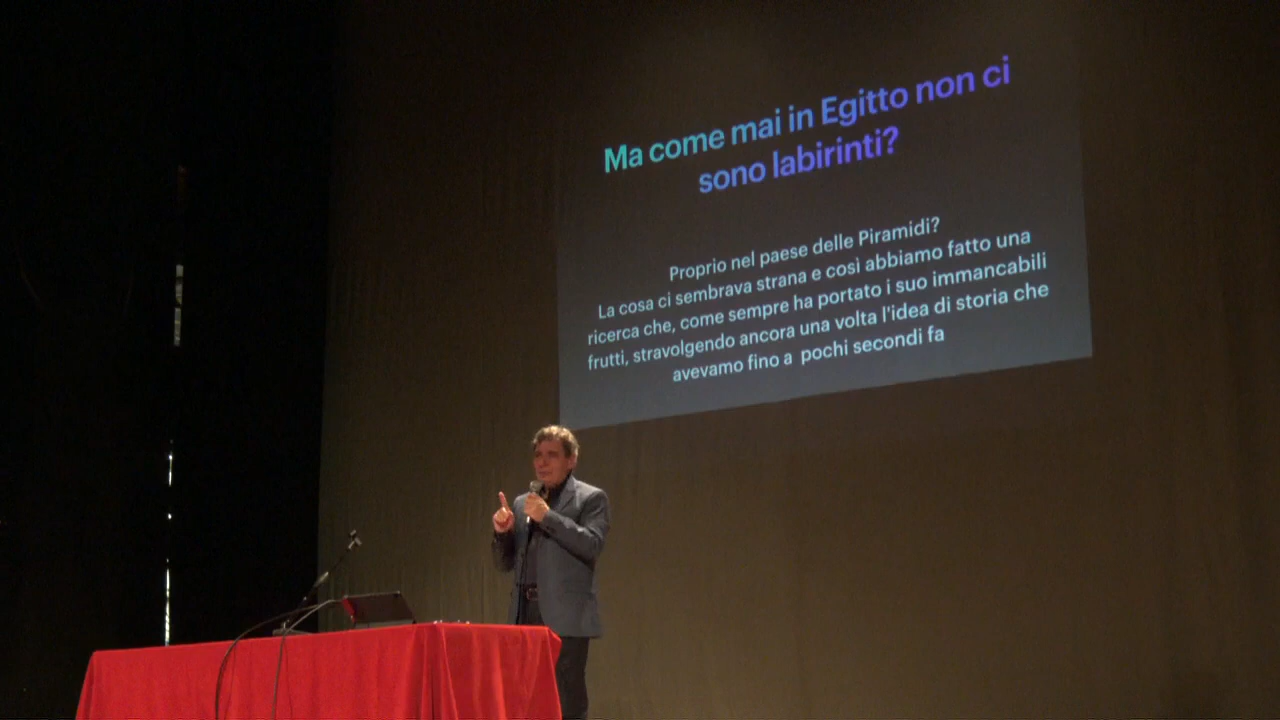 Ma come mai in Egitto non ci
sono labirinti?
Proprio nel paese delle Piramidi?
La cosa ci sembrava strana e così abbiamo fatto una
ricerca che, come sempre ha portato i suo immancabili
frutti, stravolgendo ancora una volta l'idea di storia che
avevamo fino a pochi secondi fa